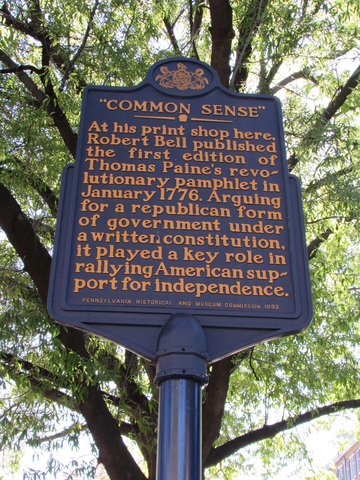 "COMMON SENSE"
At his print shop here,
Robert Bell published
the first edition of
Thomas Paine's revo-
lutionary pamphlet in
January 1776. Arguing
for a republican form
of government under
a written constitution,
it played a key role in
rallying American sup-
port for independence.
PENNSYLVANIA HISTORICAL AND MUSEUM COMMISSION 1993